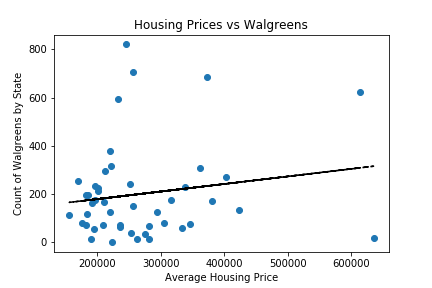 Housing Prices vs Walgreens
Count of Walgreens by State
800
600
400
200
0
200000 300000 400000 500000 600000
Average Housing Price